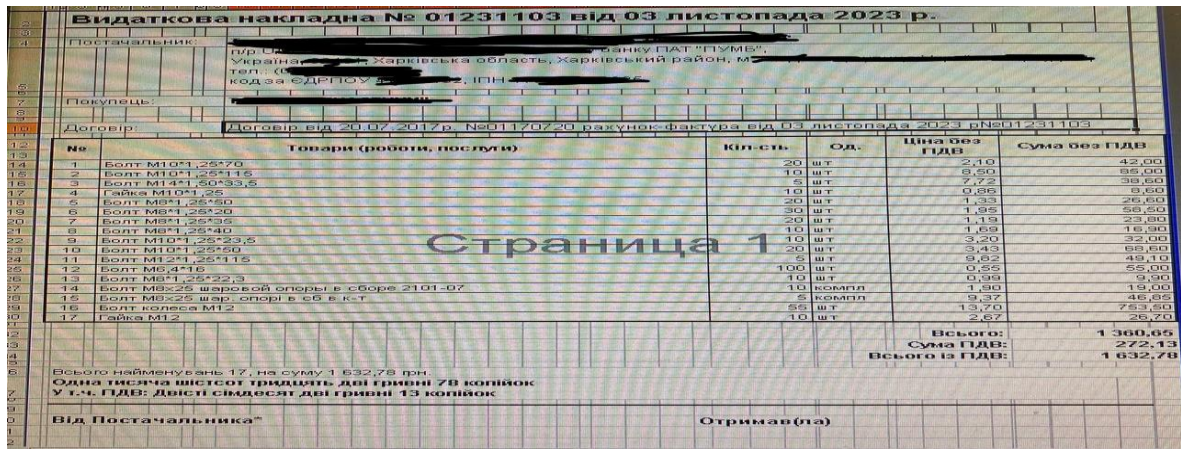 Видаткова накладна № 01231103 від 03 листопада 2023 р.
Постачальник:
п/р банку ПАТ "ПУМБ",
Україна, Харківська область, Харківський район, м
тел.:
код за ЄДРПОУ 2, ІПН
Покупець:
Договір: Договір від 20.07.2017р. №01170720 рахунок-фактура від 03 листопада 2023 р№01231103
№ Товари (роботи, послуги) Кіл-сть Од. Ціна без ПДВ Сума без ПДВ
1 Болт М10*1,25*70 20 шт 2,10 42,00
2 Болт М10*1,25*115 10 шт 8,50 85,00
3 Болт М14*1,50*33,5 5 шт 7,72 38,60
4 Гайка М10*1,25 10 шт 0,86 8,60
5 Болт М8*1,25*50 20 шт 1,33 26,60
6 Болт М8*1,25*20 30 шт 1,95 58,50
7 Болт М8*1,25*35 20 шт 1,19 23,80
8 Болт М8*1,25*40 10 шт 1,69 16,90
9 Болт М10*1,25*23,5 10 шт 3,20 32,00
10 Болт М10*1,25*50 20 шт 3,43 68,60
11 Болт М12*1,25*115 5 шт 9,82 49,10
12 Болт М6,4*16 100 шт 0,55 55,00
13 Болт М8*1,25*22,3 10 шт 0,99 9,90
14 Болт М8х25 шаровой опоры в сборе 2101-07 10 компл 1,90 19,00
15 Болт М8х25 шар. опорі в сб в к-т 5 компл 9,37 46,85
16 Болт колеса М12 55 шт 13,70 753,50
17 Гайка М12 10 шт 2,67 26,70
Страница 1
Всього: 1 360,65
Сума ПДВ: 272,13
Всього із ПДВ: 1 632,78
Всього найменувань 17, на суму 1 632,78 грн.
Одна тисяча шістсот тридцять дві гривні 78 копійок
У т.ч. ПДВ: Двісті сімдесят дві гривні 13 копійок
Від Постачальника* Отримав(ла)